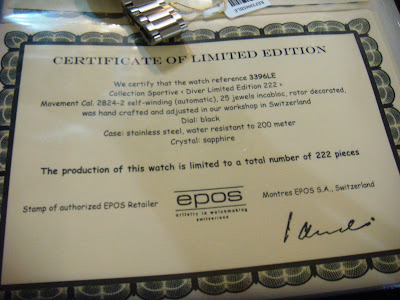 CERTIFICATE OF LIMITED EDITION
We certify that the watch reference 3396LE
Collection Sportive « Diver Limited Edition 222 »
Movement Cal. 2824-2 self-winding (automatic), 25 jewels incabloc, rotor decorated,
was hand crafted and adjusted in our workshop in Switzerland
Dial: black
Case: stainless steel, water resistant to 200 meter
Crystal: sapphire
The production of this watch is limited to a total number of 222 pieces
Stamp of authorized EPOS Retailer
epos
artistry in watchmaking
switzerland
Montres EPOS S.A., Switzerland